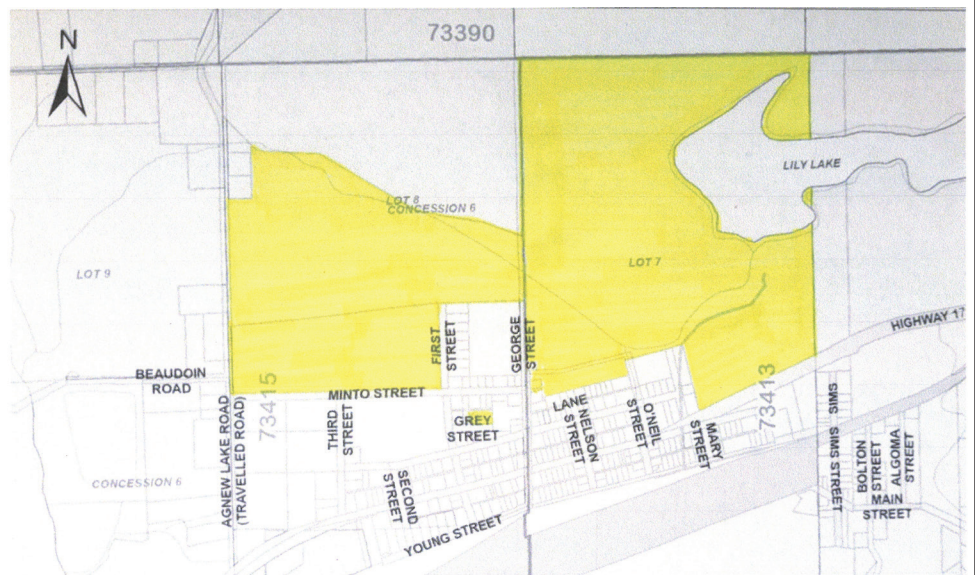 73390
N
LILY LAKE
LOT 8
CONCESSION 6
LOT 9
LOT 7
HIGHWAY 17
FIRST
STREET
GEORGE
STREET
BEAUDOIN
ROAD
73415
MINTO STREET
73413
AGNEW LAKE ROAD
(TRAVELLED ROAD)
THIRD
STREET
GREY
STREET
LANE
NELSON
STREET
O'NEIL
STREET
MARY
STREET
SIMS
SIMS STREET
BOLTON
STREET
ALGOMA
STREET
MAIN
STREET
CONCESSION 6
SECOND
STREET
YOUNG STREET